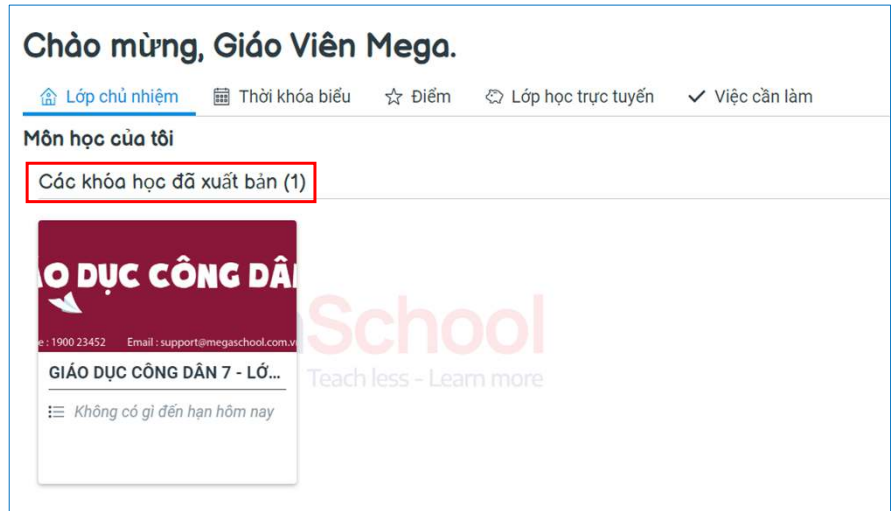 Chào mừng, Giáo Viên Mega.
Lớp chủ nhiệm Thời khóa biểu Điểm Lớp học trực tuyến Việc cần làm
Môn học của tôi
Các khóa học đã xuất bản (1)
O DỤC CÔNG DÂ
e : 1900 23452 Email : support@megaschool.com.v
GIÁO DỤC CÔNG DÂN 7 - LỚ...
Không có gì đến hạn hôm nay
School
Teach less - Learn more